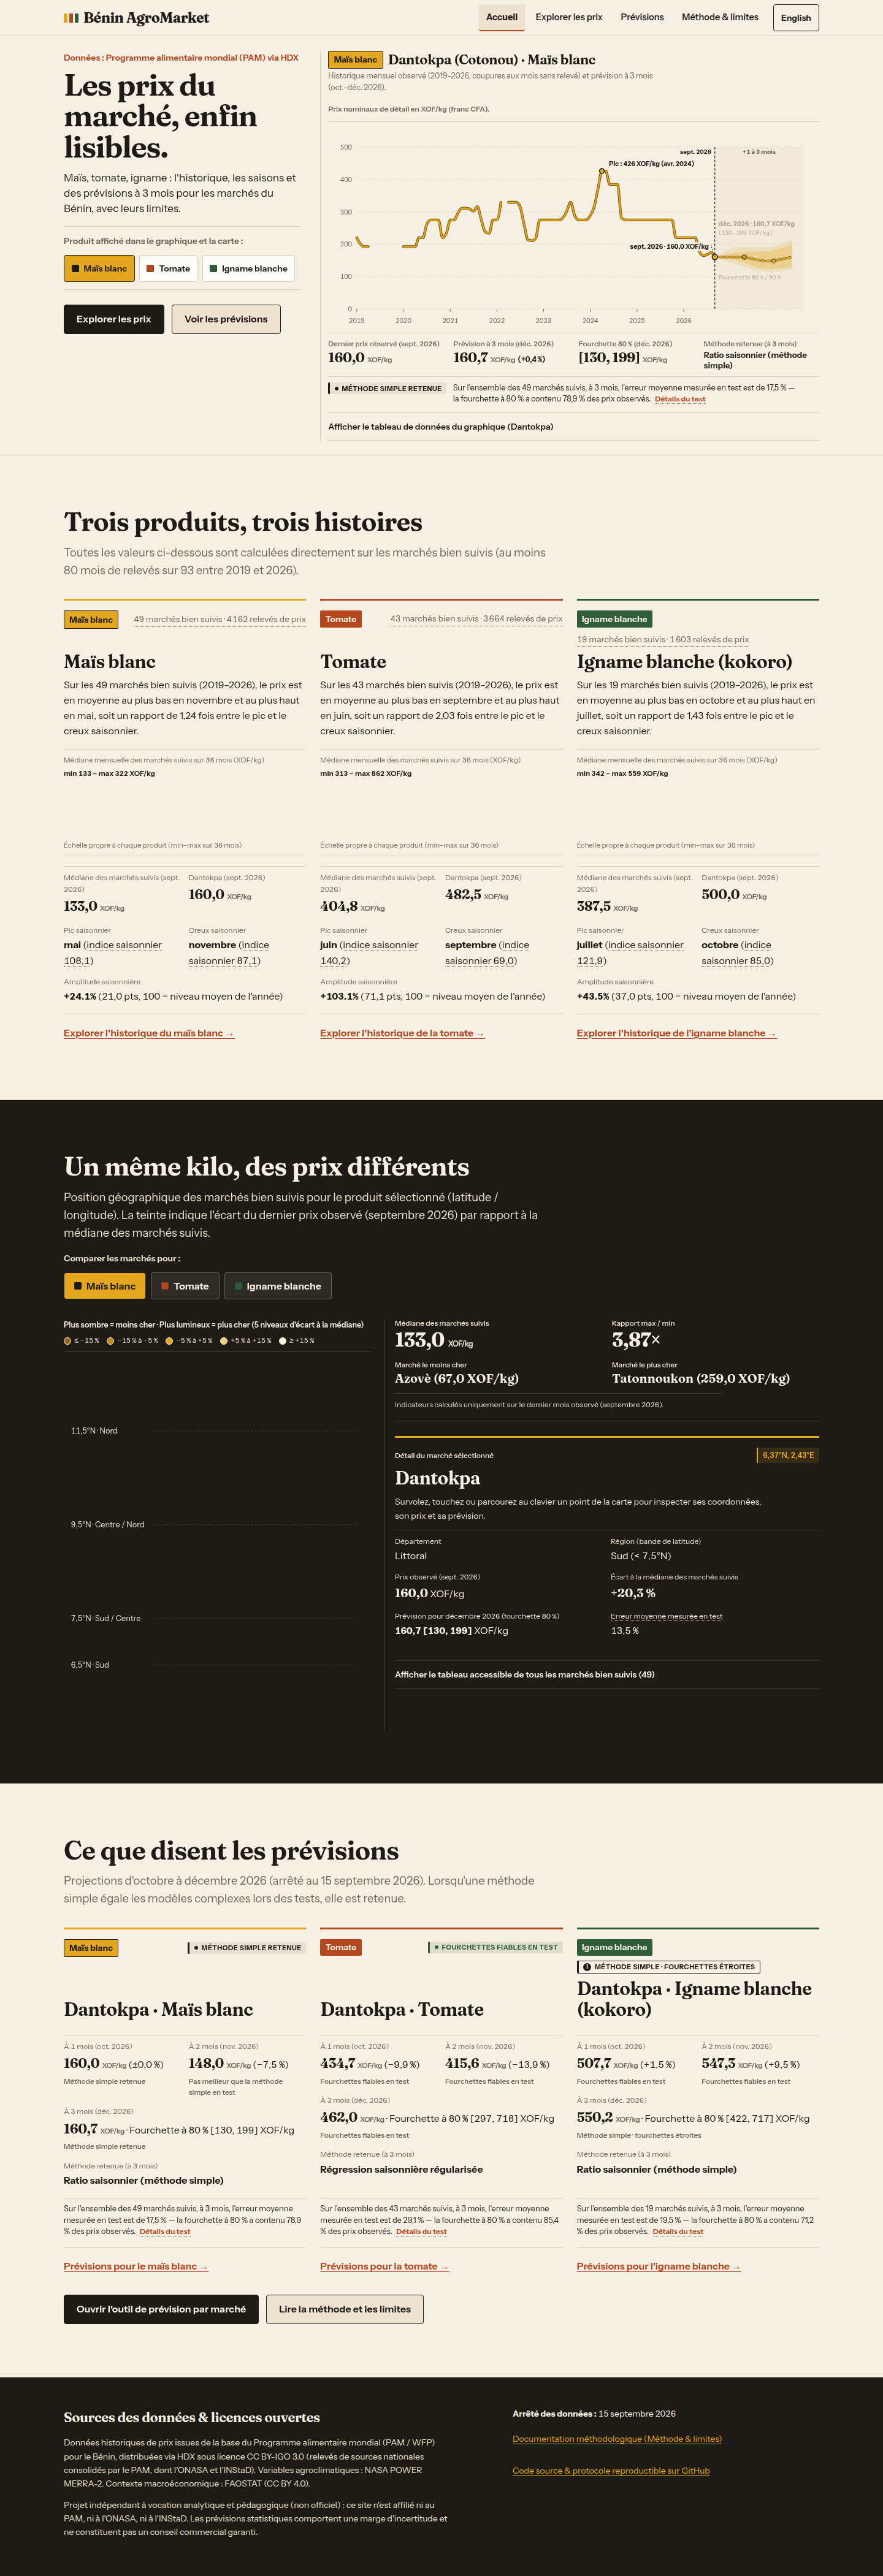 Bénin AgroMarket
Accueil
Explorer les prix
Prévisions
Méthode & limites
English
Données : Programme alimentaire mondial (PAM) via HDX
Les prix du
marché, enfin
lisibles.
Maïs, tomate, igname : l'historique, les saisons et
des prévisions à 3 mois pour les marchés du
Bénin, avec leurs limites.
Produit affiché dans le graphique et la carte :
Maïs blanc
Tomate
Igname blanche
Explorer les prix
Voir les prévisions
Maïs blanc Dantokpa (Cotonou) · Maïs blanc
Historique mensuel observé (2019–2026, coupures aux mois sans relevé) et prévision à 3 mois
(oct.–déc. 2026).
Prix nominaux de détail en XOF/kg (franc CFA).
500
400
300
200
100
0
2019
2020
2021
2022
2023
2024
2025
2026
sept. 2026
+1 à 3 mois
Pic : 426 XOF/kg (avr. 2024)
sept. 2026 · 160,0 XOF/kg
déc. 2026 · 160,7 XOF/kg
[130–199 XOF/kg]
Fourchette 80 % / 90 %
Dernier prix observé (sept. 2026)
160,0 XOF/kg
Prévision à 3 mois (déc. 2026)
160,7 XOF/kg (+0,4 %)
Fourchette 80 % (déc. 2026)
[130, 199] XOF/kg
Méthode retenue (à 3 mois)
Ratio saisonnier (méthode
simple)
MÉTHODE SIMPLE RETENUE
Sur l'ensemble des 49 marchés suivis, à 3 mois, l'erreur moyenne mesurée en test est de 17,5 % —
la fourchette à 80 % a contenu 78,9 % des prix observés. Détails du test
Afficher le tableau de données du graphique (Dantokpa)
Trois produits, trois histoires
Toutes les valeurs ci-dessous sont calculées directement sur les marchés bien suivis (au moins
80 mois de relevés sur 93 entre 2019 et 2026).
Maïs blanc
49 marchés bien suivis · 4 162 relevés de prix
Maïs blanc
Sur les 49 marchés bien suivis (2019–2026), le prix est
en moyenne au plus bas en novembre et au plus haut
en mai, soit un rapport de 1,24 fois entre le pic et le
creux saisonnier.
Médiane mensuelle des marchés suivis sur 36 mois (XOF/kg)
min 133 – max 322 XOF/kg
Échelle propre à chaque produit (min–max sur 36 mois)
Médiane des marchés suivis (sept.
2026)
133,0 XOF/kg
Dantokpa (sept. 2026)
160,0 XOF/kg
Pic saisonnier
mai (indice saisonnier
108,1)
Creux saisonnier
novembre (indice
saisonnier 87,1)
Amplitude saisonnière
+24.1% (21,0 pts, 100 = niveau moyen de l'année)
Explorer l'historique du maïs blanc →
Tomate
43 marchés bien suivis · 3 664 relevés de prix
Tomate
Sur les 43 marchés bien suivis (2019–2026), le prix est
en moyenne au plus bas en septembre et au plus haut
en juin, soit un rapport de 2,03 fois entre le pic et le
creux saisonnier.
Médiane mensuelle des marchés suivis sur 36 mois (XOF/kg)
min 313 – max 862 XOF/kg
Échelle propre à chaque produit (min–max sur 36 mois)
Médiane des marchés suivis (sept.
2026)
404,8 XOF/kg
Dantokpa (sept. 2026)
482,5 XOF/kg
Pic saisonnier
juin (indice saisonnier
140,2)
Creux saisonnier
septembre (indice
saisonnier 69,0)
Amplitude saisonnière
+103.1% (71,1 pts, 100 = niveau moyen de l'année)
Explorer l'historique de la tomate →
Igname blanche
19 marchés bien suivis · 1 603 relevés de prix
Igname blanche (kokoro)
Sur les 19 marchés bien suivis (2019–2026), le prix est
en moyenne au plus bas en octobre et au plus haut en
juillet, soit un rapport de 1,43 fois entre le pic et le
creux saisonnier.
Médiane mensuelle des marchés suivis sur 36 mois (XOF/kg)
min 342 – max 559 XOF/kg
Échelle propre à chaque produit (min–max sur 36 mois)
Médiane des marchés suivis (sept.
2026)
387,5 XOF/kg
Dantokpa (sept. 2026)
500,0 XOF/kg
Pic saisonnier
juillet (indice saisonnier
121,9)
Creux saisonnier
octobre (indice
saisonnier 85,0)
Amplitude saisonnière
+43.5% (37,0 pts, 100 = niveau moyen de l'année)
Explorer l'historique de l'igname blanche →
Un même kilo, des prix différents
Position géographique des marchés bien suivis pour le produit sélectionné (latitude /
longitude). La teinte indique l'écart du dernier prix observé (septembre 2026) par rapport à la
médiane des marchés suivis.
Comparer les marchés pour :
Maïs blanc
Tomate
Igname blanche
Plus sombre = moins cher · Plus lumineux = plus cher (5 niveaux d'écart à la médiane)
≤ −15 %
−15 % à −5 %
−5 % à +5 %
+5 % à +15 %
≥ +15 %
11,5°N · Nord
9,5°N · Centre / Nord
7,5°N · Sud / Centre
6,5°N · Sud
Médiane des marchés suivis
133,0 XOF/kg
Rapport max / min
3,87×
Marché le moins cher
Azovè (67,0 XOF/kg)
Marché le plus cher
Tatonnoukon (259,0 XOF/kg)
Indicateurs calculés uniquement sur le dernier mois observé (septembre 2026).
Détail du marché sélectionné
6,37°N, 2,43°E
Dantokpa
Survolez, touchez ou parcourez au clavier un point de la carte pour inspecter ses coordonnées,
son prix et sa prévision.
Département
Littoral
Région (bande de latitude)
Sud (< 7,5°N)
Prix observé (sept. 2026)
160,0 XOF/kg
Écart à la médiane des marchés suivis
+20,3 %
Prévision pour décembre 2026 (fourchette 80 %)
160,7 [130, 199] XOF/kg
Erreur moyenne mesurée en test
13,5 %
Afficher le tableau accessible de tous les marchés bien suivis (49)
Ce que disent les prévisions
Projections d'octobre à décembre 2026 (arrêté au 15 septembre 2026). Lorsqu'une méthode
simple égale les modèles complexes lors des tests, elle est retenue.
Maïs blanc
MÉTHODE SIMPLE RETENUE
Dantokpa · Maïs blanc
À 1 mois (oct. 2026)
160,0 XOF/kg (±0,0 %)
Méthode simple retenue
À 2 mois (nov. 2026)
148,0 XOF/kg (−7,5 %)
Pas meilleur que la méthode
simple en test
À 3 mois (déc. 2026)
160,7 XOF/kg · Fourchette à 80 % [130, 199] XOF/kg
Méthode simple retenue
Méthode retenue (à 3 mois)
Ratio saisonnier (méthode simple)
Sur l'ensemble des 49 marchés suivis, à 3 mois, l'erreur moyenne
mesurée en test est de 17,5 % — la fourchette à 80 % a contenu 78,9
% des prix observés. Détails du test
Prévisions pour le maïs blanc →
Tomate
FOURCHETTES FIABLES EN TEST
Dantokpa · Tomate
À 1 mois (oct. 2026)
434,7 XOF/kg (−9,9 %)
Fourchettes fiables en test
À 2 mois (nov. 2026)
415,6 XOF/kg (−13,9 %)
Fourchettes fiables en test
À 3 mois (déc. 2026)
462,0 XOF/kg · Fourchette à 80 % [297, 718] XOF/kg
Fourchettes fiables en test
Méthode retenue (à 3 mois)
Régression saisonnière régularisée
Sur l'ensemble des 43 marchés suivis, à 3 mois, l'erreur moyenne
mesurée en test est de 29,1 % — la fourchette à 80 % a contenu 85,4
% des prix observés. Détails du test
Prévisions pour la tomate →
Igname blanche
MÉTHODE SIMPLE · FOURCHETTES ÉTROITES
Dantokpa · Igname blanche
(kokoro)
À 1 mois (oct. 2026)
507,7 XOF/kg (+1,5 %)
Fourchettes fiables en test
À 2 mois (nov. 2026)
547,3 XOF/kg (+9,5 %)
Fourchettes fiables en test
À 3 mois (déc. 2026)
550,2 XOF/kg · Fourchette à 80 % [422, 717] XOF/kg
Méthode simple · fourchettes étroites
Méthode retenue (à 3 mois)
Ratio saisonnier (méthode simple)
Sur l'ensemble des 19 marchés suivis, à 3 mois, l'erreur moyenne
mesurée en test est de 19,5 % — la fourchette à 80 % a contenu 71,2
% des prix observés. Détails du test
Prévisions pour l'igname blanche →
Ouvrir l'outil de prévision par marché
Lire la méthode et les limites
Sources des données & licences ouvertes
Données historiques de prix issues de la base du Programme alimentaire mondial (PAM / WFP)
pour le Bénin, distribuées via HDX sous licence CC BY-IGO 3.0 (relevés de sources nationales
consolidés par le PAM, dont l'ONASA et l'INStaD). Variables agroclimatiques : NASA POWER
MERRA-2. Contexte macroéconomique : FAOSTAT (CC BY 4.0).
Projet indépendant à vocation analytique et pédagogique (non officiel) : ce site n'est affilié ni au
PAM, ni à l'ONASA, ni à l'INStaD. Les prévisions statistiques comportent une marge d'incertitude et
ne constituent pas un conseil commercial garanti.
Arrêté des données : 15 septembre 2026
Documentation méthodologique (Méthode & limites)
Code source & protocole reproductible sur GitHub